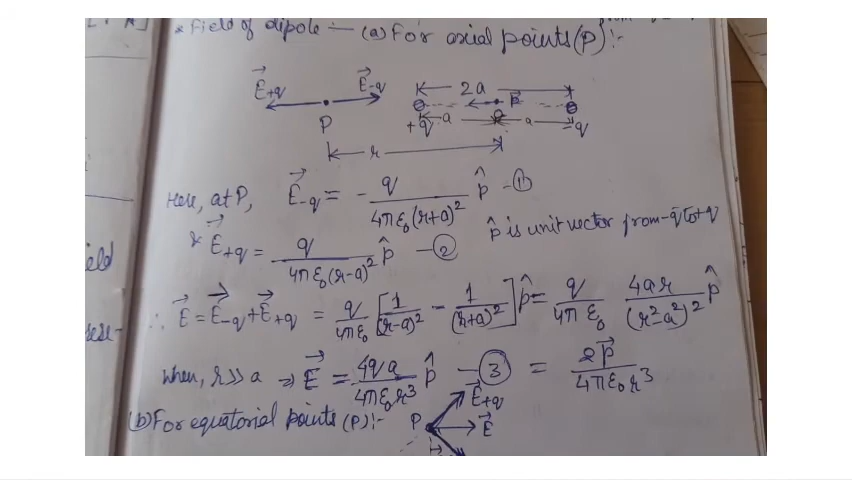 * Field of dipole — (a) For axial points (P) :-
E⃗+q E⃗-q 2a
P +q a O p⃗ a -q
r
Here, at P, E⃗-q = - q/(4πε₀(r+a)²) p̂ - ①
& E⃗+q = q/(4πε₀(r-a)²) p̂ — ② p̂ is unit vector from -q to +q
∴ E⃗ = E⃗-q + E⃗+q = q/(4πε₀) [1/(r-a)² - 1/(r+a)²] p̂ = q/(4πε₀) 4ar/(r²-a²)² p̂
When, r>>a ⇒ E⃗ = 4qa/(4πε₀r³) p̂ — ③ = 2p⃗/(4πε₀r³)
(b) For equatorial points (P) :- P E⃗+q E⃗
eld